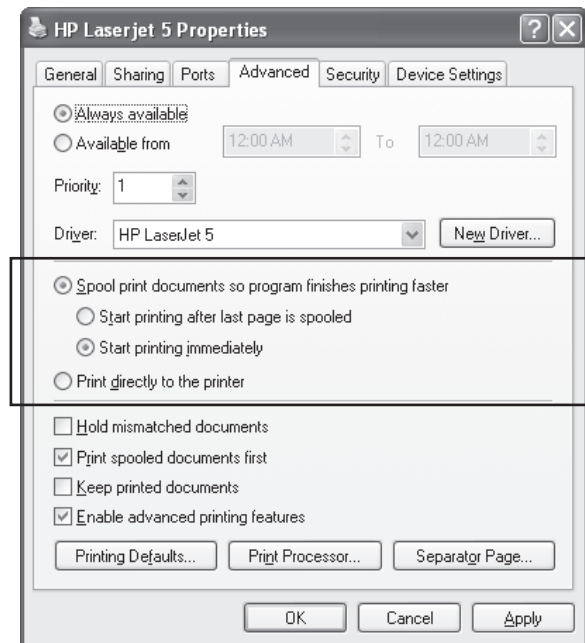 HP Laserjet 5 Properties
General Sharing Ports Advanced Security Device Settings
Always available
Available from 12:00 AM To 12:00 AM
Priority: 1
Driver: HP LaserJet 5 New Driver...
Spool print documents so program finishes printing faster
Start printing after last page is spooled
Start printing immediately
Print directly to the printer
Hold mismatched documents
Print spooled documents first
Keep printed documents
Enable advanced printing features
Printing Defaults... Print Processor... Separator Page...
OK Cancel Apply